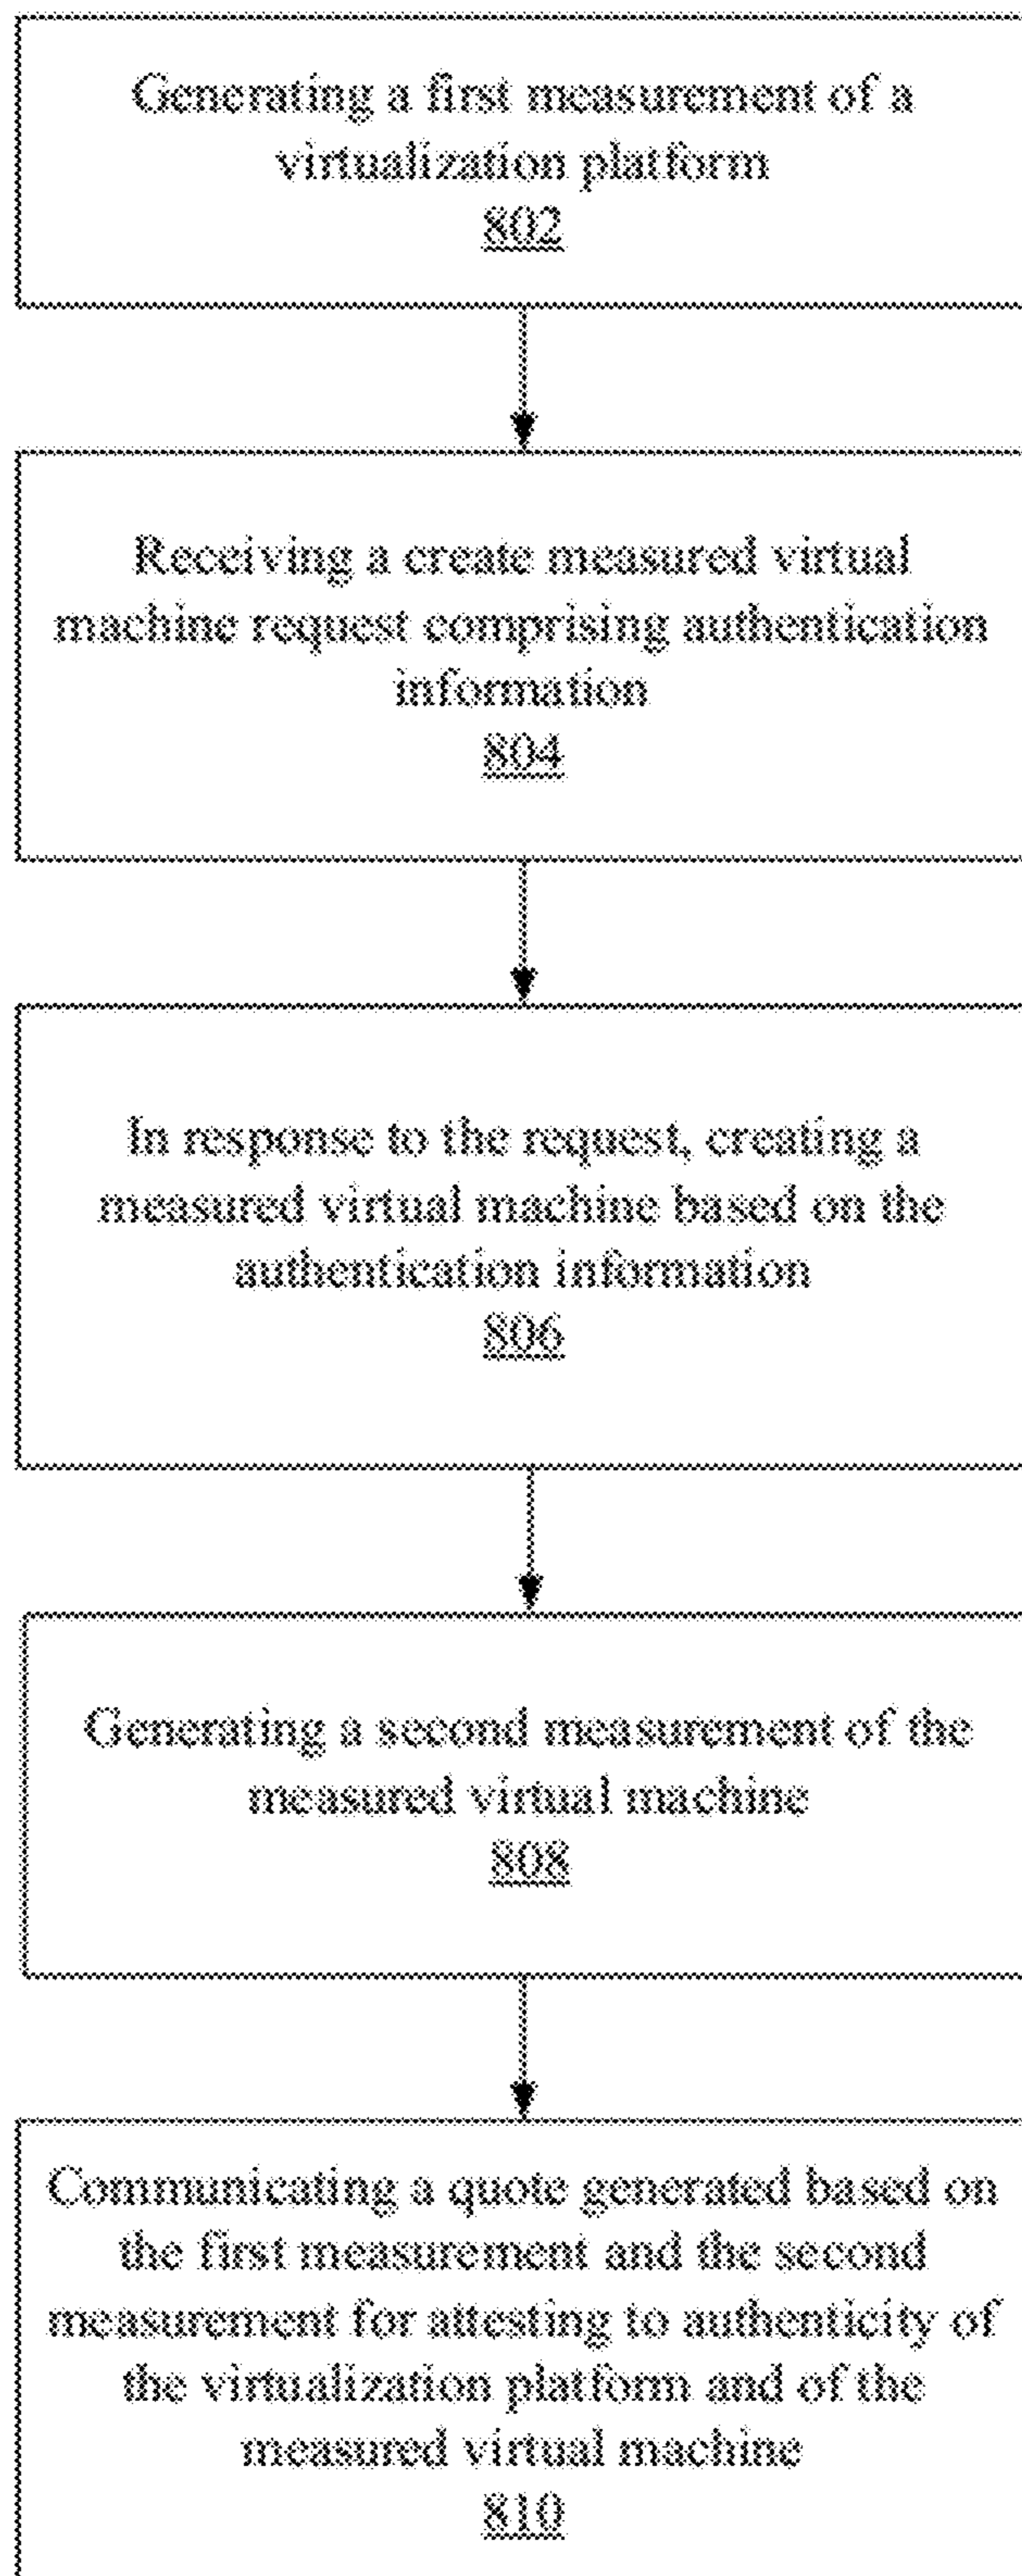 Generating a first measurement of a
virtualization platform
802
Receiving a create measured virtual
machine request comprising authentication
information
804
In response to the request, creating a
measured virtual machine based on the
authentication information
806
Generating a second measurement of the
measured virtual machine
808
Communicating a quote generated based on
the first measurement and the second
measurement for attesting to authenticity of
the virtualization platform and of the
measured virtual machine
810